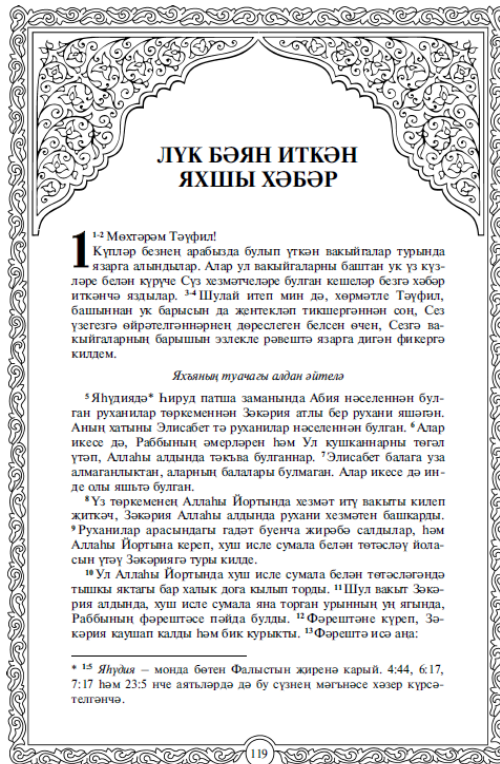 ЛҮК БӘЯН ИТКӘН
ЯХШЫ ХӘБӘР
1 1-2 Мөхтәрәм Тәүфил!
Күпләр безнең арабызда булып үткән вакыйгалар турында
язарга алындылар. Алар ул вакыйгаларны баштан ук үз күз-
ләре белән күрүче Сүз хезмәтчеләре булган кешеләр безгә хәбәр
иткәнчә яздылар. 3-4 Шулай итеп мин дә, хөрмәтле Тәүфил,
башыннан ук барысын да җентекләп тикшергәннән соң, Сез
үзегезгә өйрәтелгәннәрнең дөреслеген белсен өчен, Сезгә ва-
кыйгаларның барышын эзлекле рәвештә язарга дигән фикергә
килдем.
Яхъяның туачагы алдан әйтелә
5 Яһүдиядә* Һируд патша заманында Абия нәселеннән бул-
ган руханилар төркеменнән Зәкәрия атлы бер рухани яшәгән.
Аның хатыны Элисабет тә руханилар нәселеннән булган. 6 Алар
икесе дә, Раббының әмерләрен һәм Ул кушканнарны төгәл
үтәп, Аллаһы алдында тәкъва булганнар. 7 Элисабет балага уза
алмаганлыктан, аларның балалары булмаган. Алар икесе дә ин-
де олы яшьтә булган.
8 Үз төркеменең Аллаһы Йортында хезмәт итү вакыты килеп
җиткәч, Зәкәрия Аллаһы алдында рухани хезмәтен башкарды.
9 Руханилар арасындагы гадәт буенча жирәбә салдылар, һәм
Аллаһы Йортына кереп, хуш исле сумала белән төтәсләү йола-
сын үтәү Зәкәриягә туры килде.
10 Ул Аллаһы Йортында хуш исле сумала белән төтәсләгәндә
тышкы яктагы бар халык дога кылып торды. 11 Шул вакыт Зәкә-
рия алдында, хуш исле сумала яна торган урынның уң ягында,
Раббының фәрештәсе пәйда булды. 12 Фәрештәне күреп, Зә-
кәрия каушап калды һәм бик курыкты. 13 Фәрештә исә аңа:
* 1:5 Яһүдия – монда бөтен Фалыстын җиренә карый. 4:44, 6:17,
7:17 һәм 23:5 нче аятьләрдә дә бу сүзнең мәгънәсе хәзер күрсә-
телгәнчә.
119